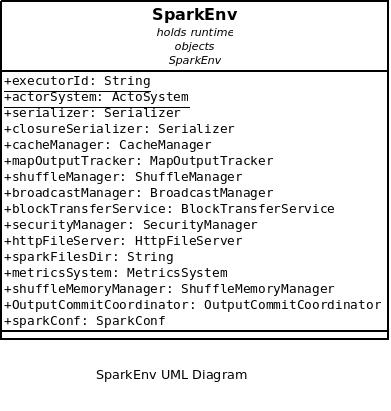 SparkEnv
holds runtime
objects
SparkEnv
+executorId: String
+actorSystem: ActoSystem
+serializer: Serializer
+closureSerializer: Serializer
+cacheManager: CacheManager
+mapOutputTracker: MapOutputTracker
+shuffleManager: ShuffleManager
+broadcastManager: BroadcastManager
+blockTransferService: BlockTransferService
+securityManager: SecurityManager
+httpFileServer: HttpFileServer
+sparkFilesDir: String
+metricsSystem: MetricsSystem
+shuffleMemoryManager: ShuffleMemoryManager
+OutputCommitCoordinator: OutputCommitCoordinator
+sparkConf: SparkConf
SparkEnv UML Diagram